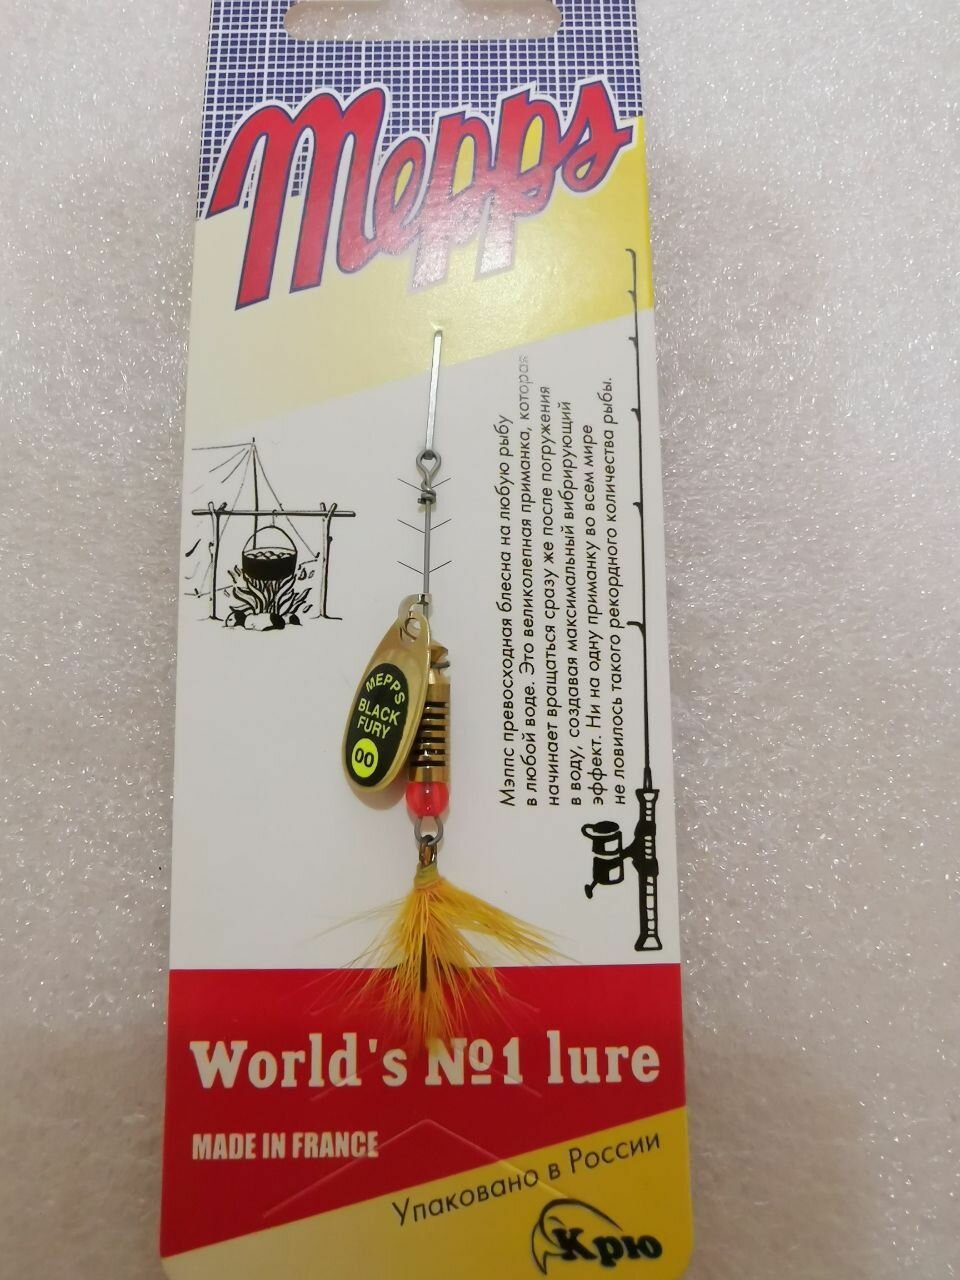 Mepps
Мэппс превосходная блесна на любую рыбу
в любой воде. Это великолепная приманка, которая
начинает вращаться сразу же после погружения
в воду, создавая максимальный вибрирующий
эффект. Ни на одну приманку во всем мире
не ловилось такого рекордного количества рыбы.
MEPPS
BLACK
FURY
00
World's №1 lure
MADE IN FRANCE
Упаковано в России
Крю